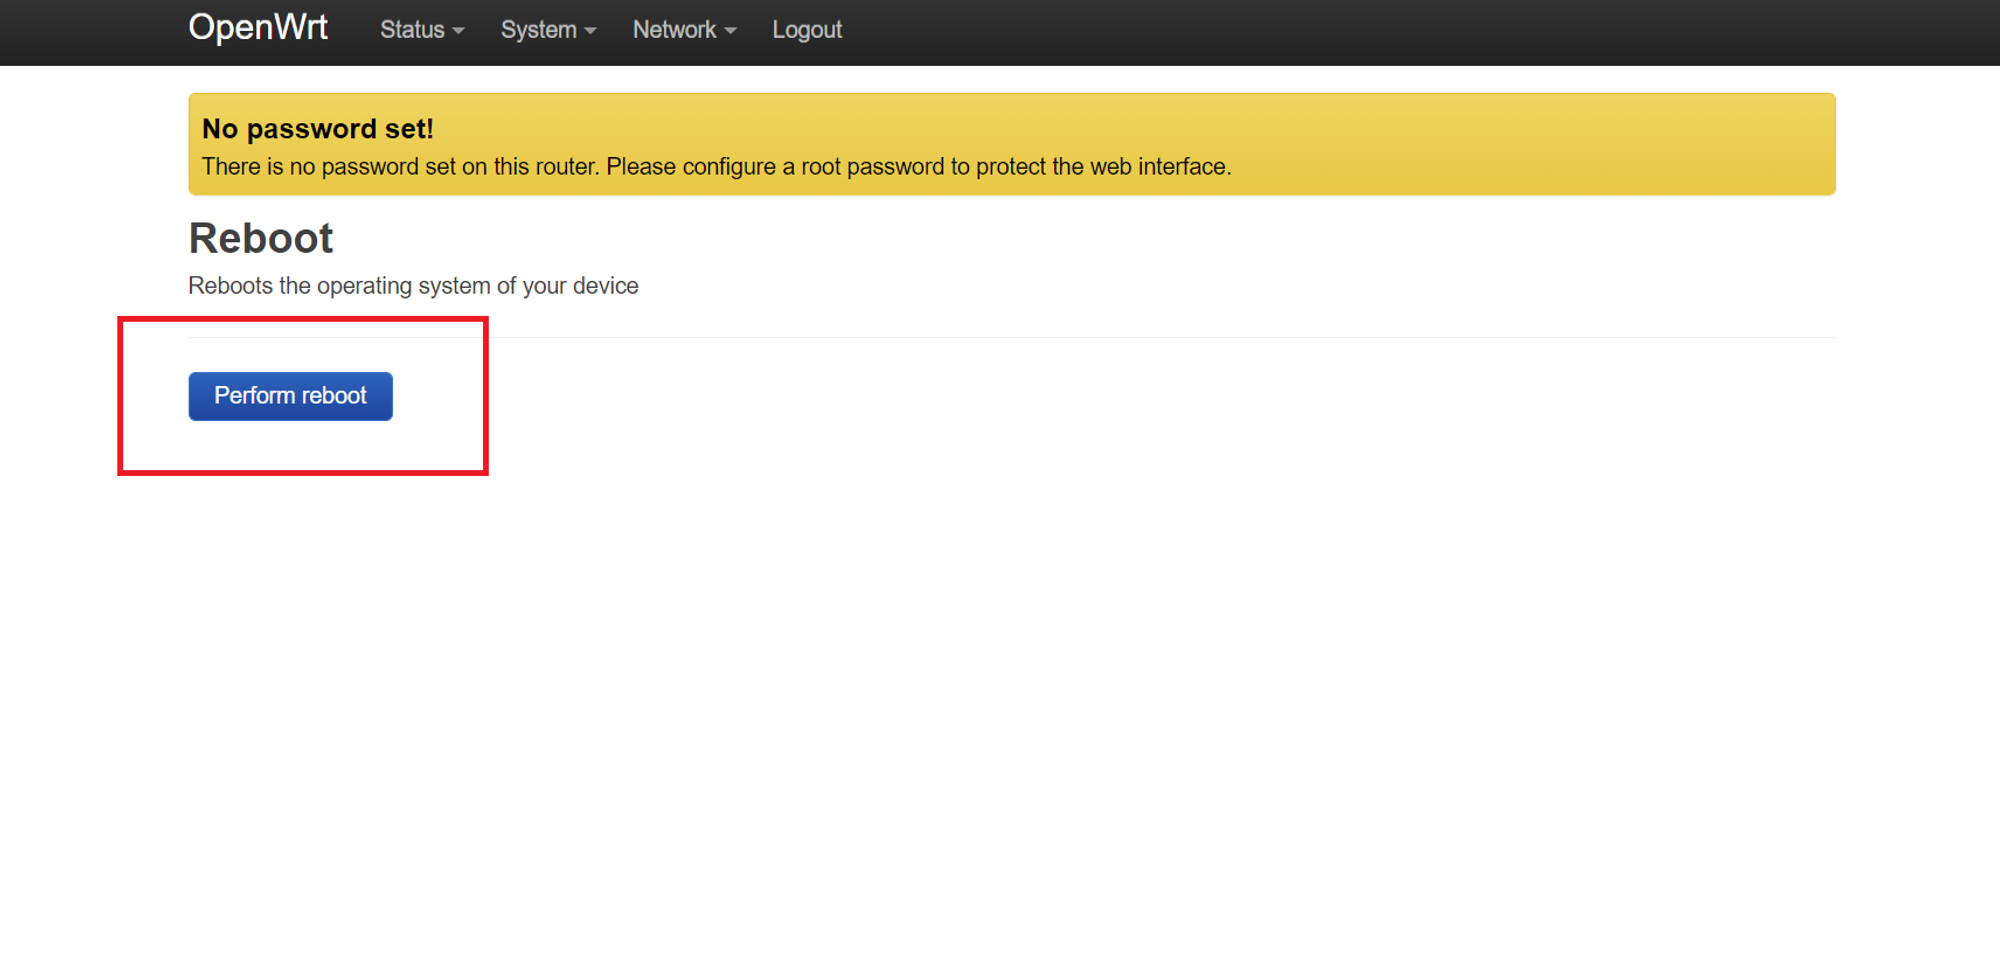 OpenWrt Status System Network Logout
No password set!
There is no password set on this router. Please configure a root password to protect the web interface.
Reboot
Reboots the operating system of your device
Perform reboot